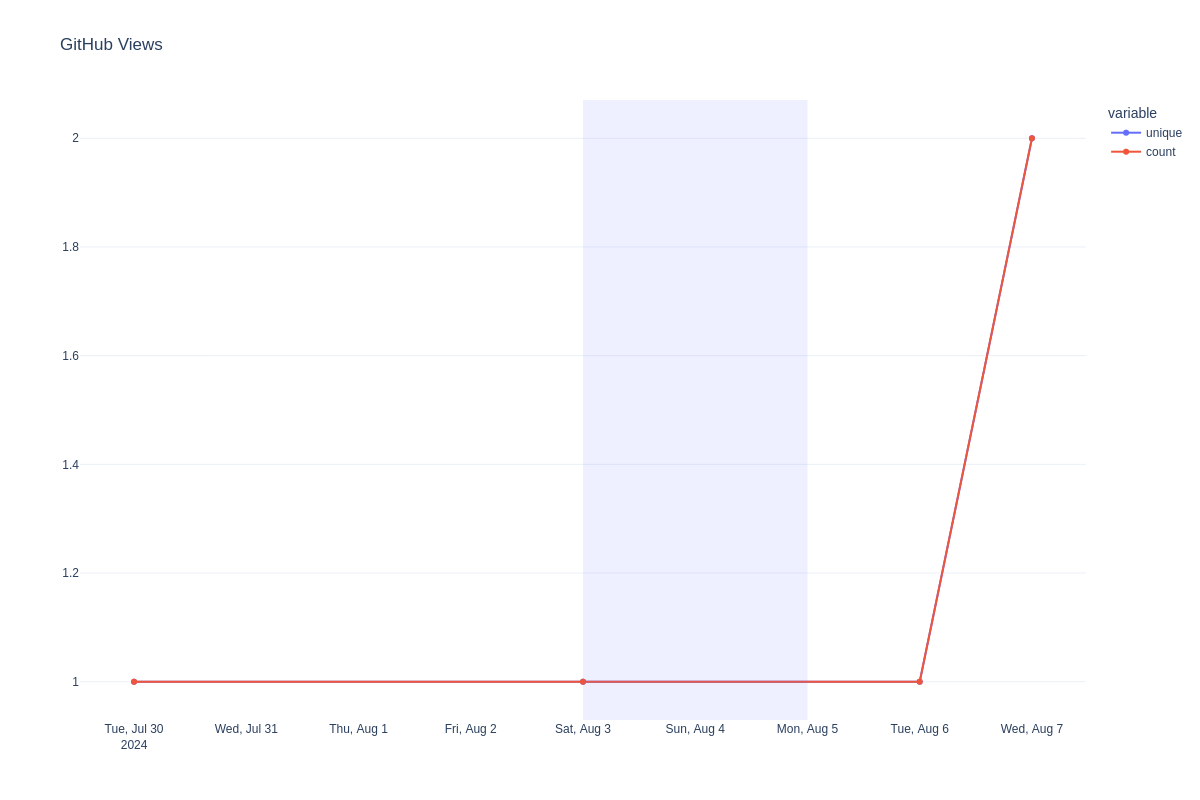 GitHub Views
variable
unique
count
2
1.8
1.6
1.4
1.2
1
Tue, Jul 30
2024
Wed, Jul 31
Thu, Aug 1
Fri, Aug 2
Sat, Aug 3
Sun, Aug 4
Mon, Aug 5
Tue, Aug 6
Wed, Aug 7